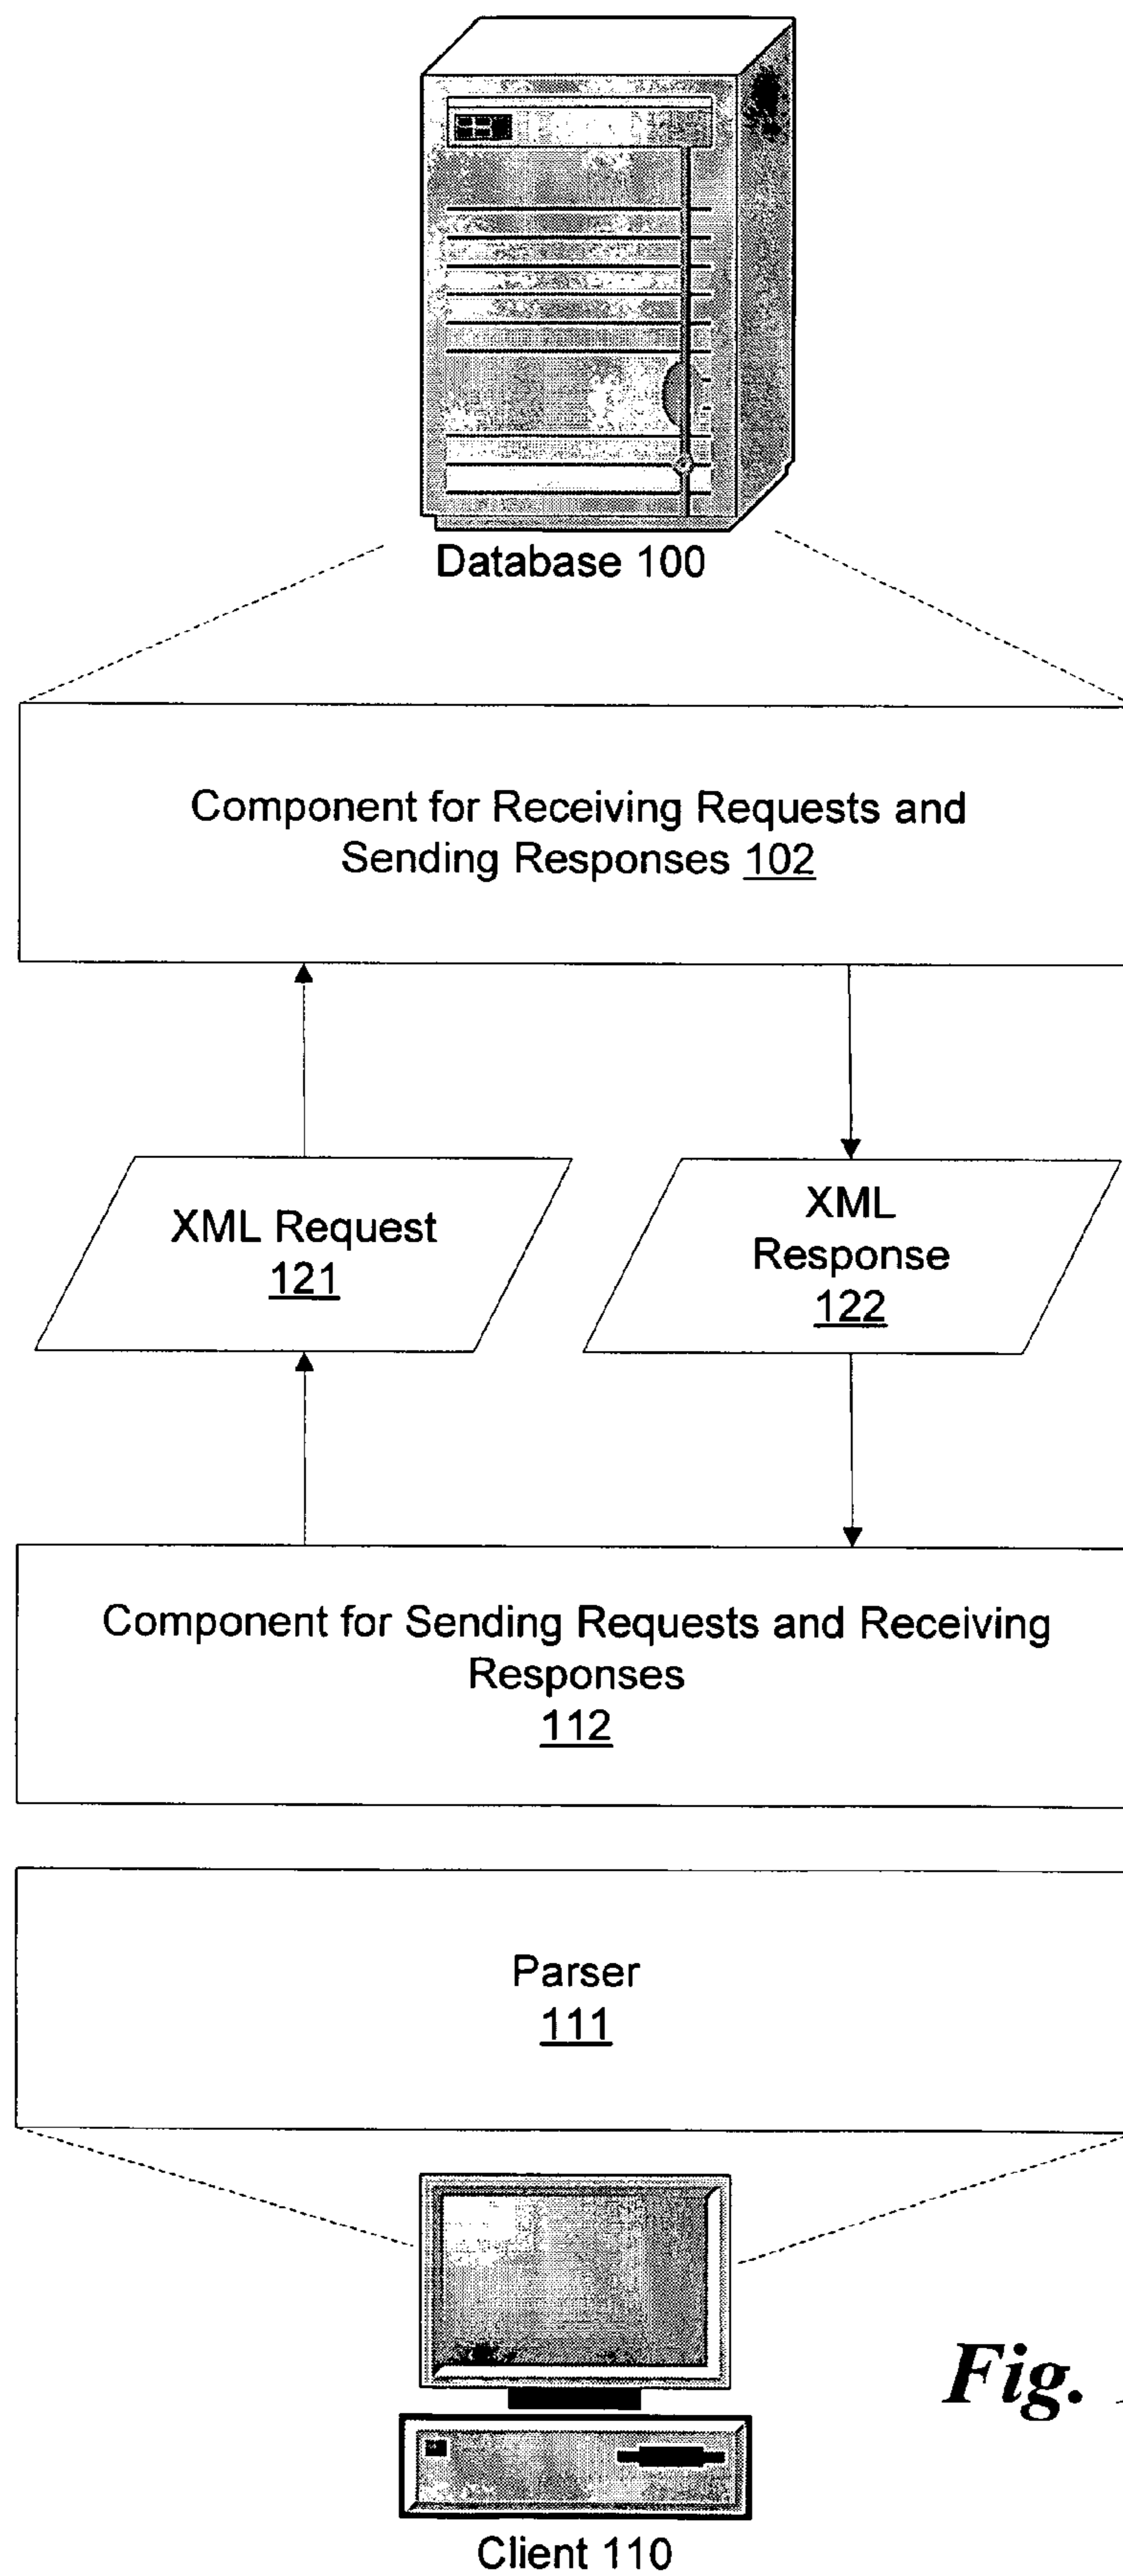 Database 100
Component for Receiving Requests and
Sending Responses 102
XML Request
121
XML
Response
122
Component for Sending Requests and Receiving
Responses
112
Parser
111
Fig.
Client 110